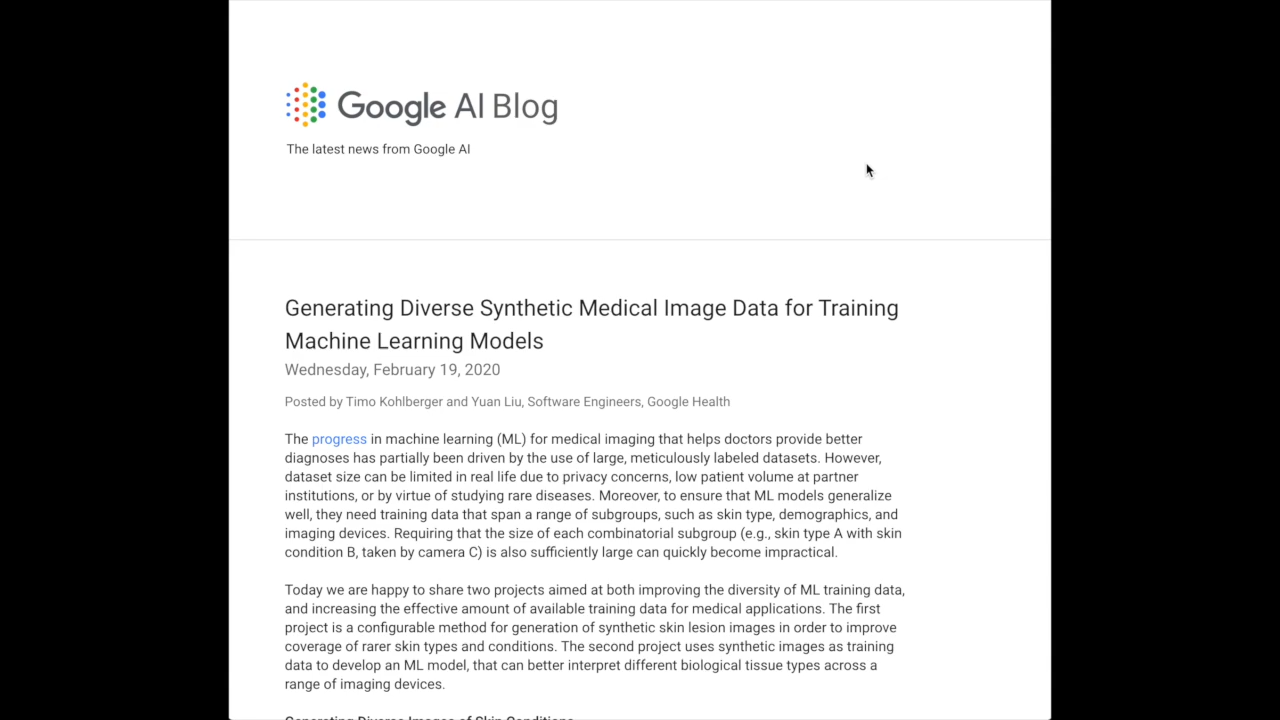 Google AI Blog
The latest news from Google AI
Generating Diverse Synthetic Medical Image Data for Training
Machine Learning Models
Wednesday, February 19, 2020
Posted by Timo Kohlberger and Yuan Liu, Software Engineers, Google Health
The progress in machine learning (ML) for medical imaging that helps doctors provide better
diagnoses has partially been driven by the use of large, meticulously labeled datasets. However,
dataset size can be limited in real life due to privacy concerns, low patient volume at partner
institutions, or by virtue of studying rare diseases. Moreover, to ensure that ML models generalize
well, they need training data that span a range of subgroups, such as skin type, demographics, and
imaging devices. Requiring that the size of each combinatorial subgroup (e.g., skin type A with skin
condition B, taken by camera C) is also sufficiently large can quickly become impractical.
Today we are happy to share two projects aimed at both improving the diversity of ML training data,
and increasing the effective amount of available training data for medical applications. The first
project is a configurable method for generation of synthetic skin lesion images in order to improve
coverage of rarer skin types and conditions. The second project uses synthetic images as training
data to develop an ML model, that can better interpret different biological tissue types across a
range of imaging devices.
Generating Diverse Images of Skin Conditions